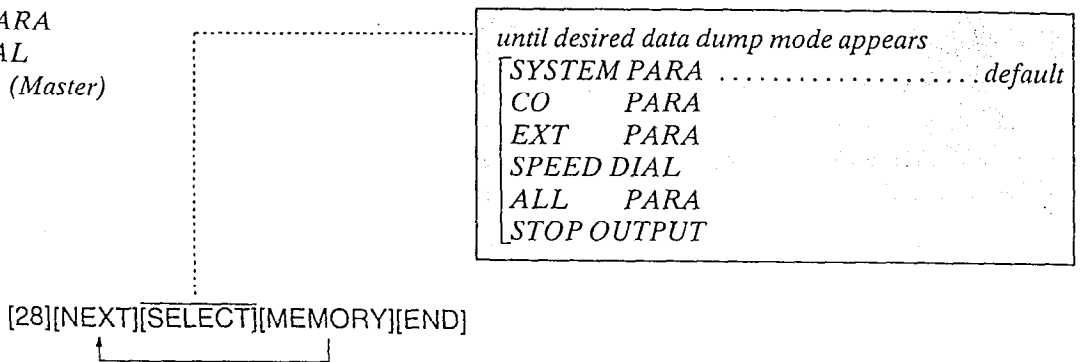 ARA
AL
(Master)
until desired data dump mode appears
SYSTEM PARA ..................... default
CO PARA
EXT PARA
SPEED DIAL
ALL PARA
STOP OUTPUT
[28][NEXT][SELECT][MEMORY][END]